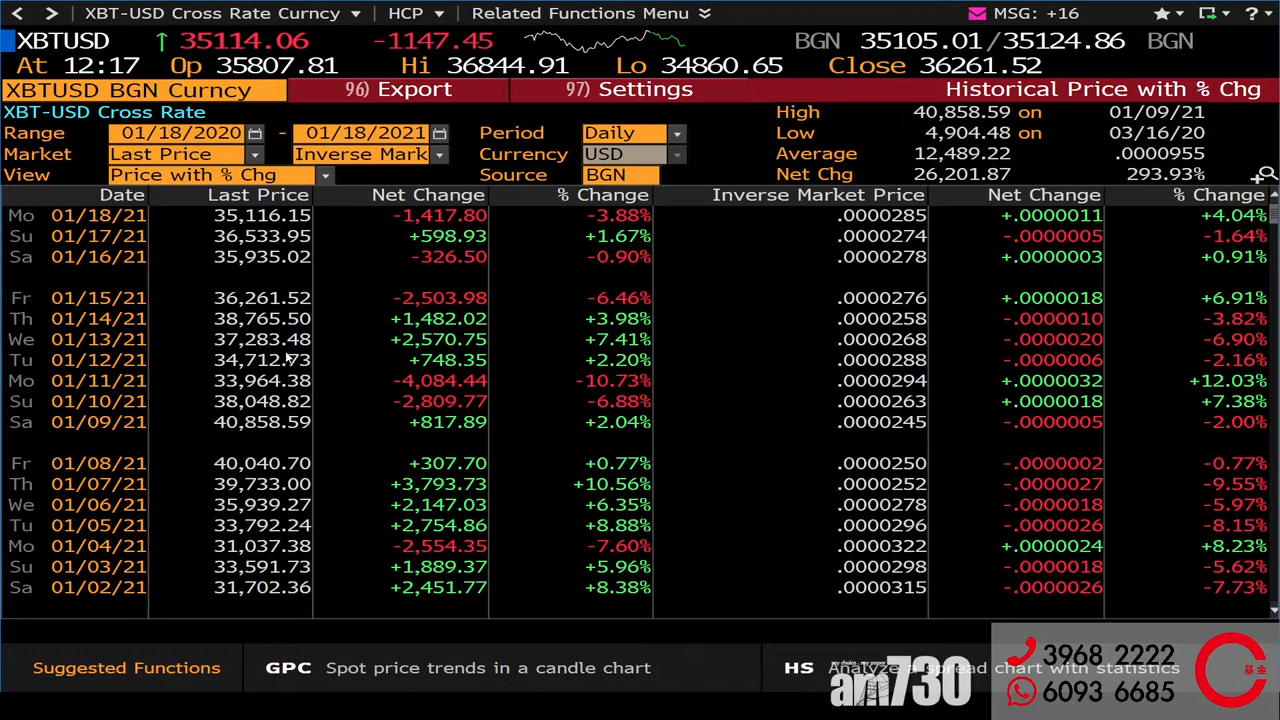 < > XBT-USD Cross Rate Curncy HCP Related Functions Menu MSG: +16 ?
XBTUSD ↑ 35114.06 -1147.45 BGN 35105.01/35124.86 BGN
At 12:17 Op 35807.81 Hi 36844.91 Lo 34860.65 Close 36261.52
XBTUSD BGN Curncy 96) Export 97) Settings Historical Price with % Chg
XBT-USD Cross Rate High 40,858.59 on 01/09/21
Range 01/18/2020 - 01/18/2021 Period Daily Low 4,904.48 on 03/16/20
Market Last Price Inverse Mark Currency USD Average 12,489.22 .0000955
View Price with % Chg Source BGN Net Chg 26,201.87 293.93%
Date Last Price Net Change % Change Inverse Market Price Net Change % Change
Mo 01/18/21 35,116.15 -1,417.80 -3.88% .0000285 +.0000011 +4.04%
Su 01/17/21 36,533.95 +598.93 +1.67% .0000274 -.0000005 -1.64%
Sa 01/16/21 35,935.02 -326.50 -0.90% .0000278 +.0000003 +0.91%
Fr 01/15/21 36,261.52 -2,503.98 -6.46% .0000276 +.0000018 +6.91%
Th 01/14/21 38,765.50 +1,482.02 +3.98% .0000258 -.0000010 -3.82%
We 01/13/21 37,283.48 +2,570.75 +7.41% .0000268 -.0000020 -6.90%
Tu 01/12/21 34,712.73 +748.35 +2.20% .0000288 -.0000006 -2.16%
Mo 01/11/21 33,964.38 -4,084.44 -10.73% .0000294 +.0000032 +12.03%
Su 01/10/21 38,048.82 -2,809.77 -6.88% .0000263 +.0000018 +7.38%
Sa 01/09/21 40,858.59 +817.89 +2.04% .0000245 -.0000005 -2.00%
Fr 01/08/21 40,040.70 +307.70 +0.77% .0000250 -.0000002 -0.77%
Th 01/07/21 39,733.00 +3,793.73 +10.56% .0000252 -.0000027 -9.55%
We 01/06/21 35,939.27 +2,147.03 +6.35% .0000278 -.0000018 -5.97%
Tu 01/05/21 33,792.24 +2,754.86 +8.88% .0000296 -.0000026 -8.15%
Mo 01/04/21 31,037.38 -2,554.35 -7.60% .0000322 +.0000024 +8.23%
Su 01/03/21 33,591.73 +1,889.37 +5.96% .0000298 -.0000018 -5.62%
Sa 01/02/21 31,702.36 +2,451.77 +8.38% .0000315 -.0000026 -7.73%
Suggested Functions GPC Spot price trends in a candle chart HS Analyze a spread chart with statistics
my choice . my paper
am730
3968 2222
6093 6685
基金